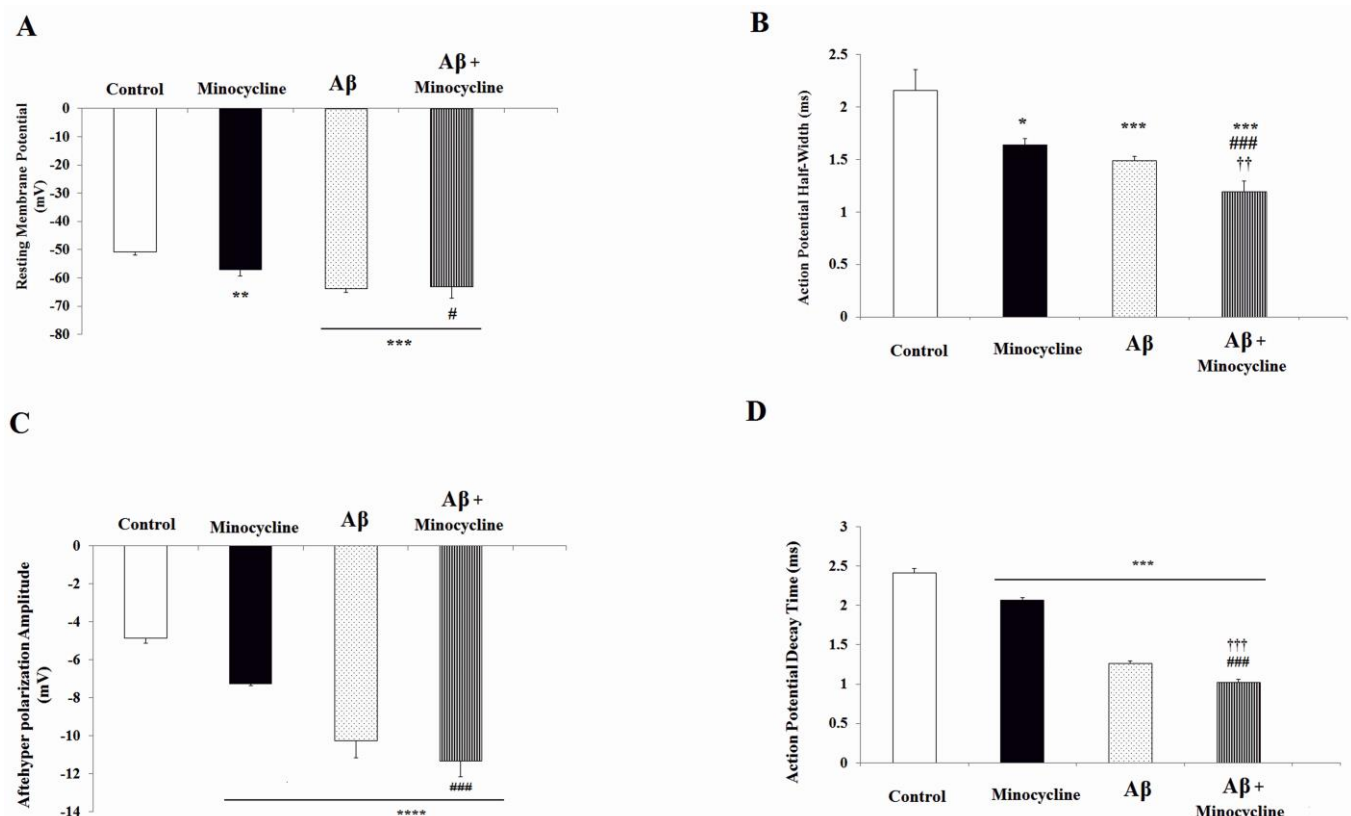 A
Control
Minocycline
Aβ
Aβ +
Minocycline
Resting Membrane Potential
(mV)
0
-10
-20
-30
-40
-50
-60
-70
-80
**
#
***
B
Action Potential Half-Width (ms)
2.5
2
1.5
1
0.5
0
*
***
***
###
††
Control
Minocycline
Aβ
Aβ +
Minocycline
C
Control
Minocycline
Aβ
Aβ +
Minocycline
Aftehyper polarization Amplitude
(mV)
0
-2
-4
-6
-8
-10
-12
-14
###
****
D
Action Potential Decay Time (ms)
3
2.5
2
1.5
1
0.5
0
***
†††
###
Control
Minocycline
Aβ
Aβ +
Minocycline